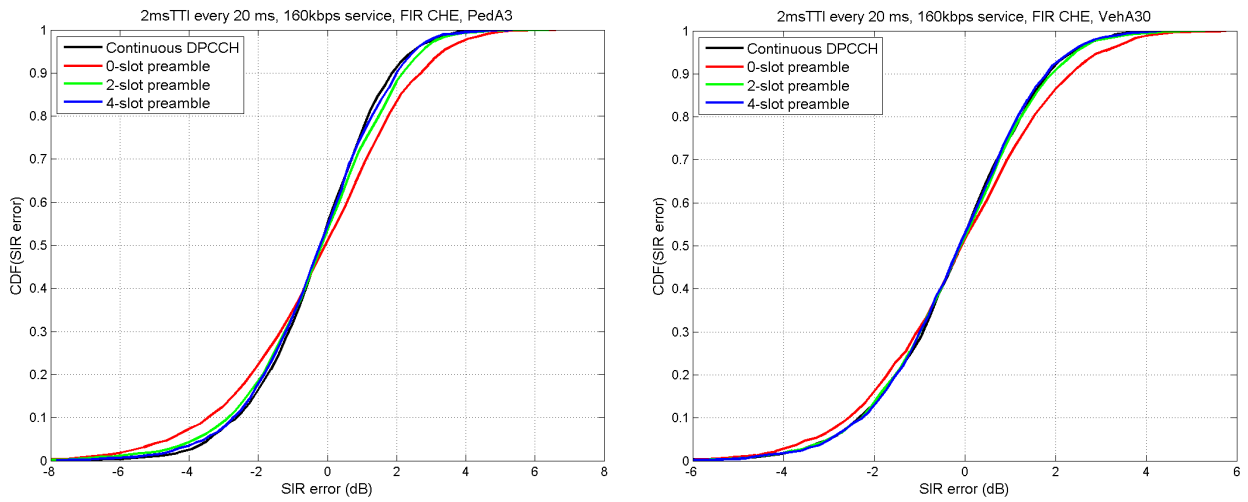 2msTTI every 20 ms, 160kbps service, FIR CHE, PedA3
Continuous DPCCH
0-slot preamble
2-slot preamble
4-slot preamble
CDF(SIR error)
1
0.9
0.8
0.7
0.6
0.5
0.4
0.3
0.2
0.1
0
-8 -6 -4 -2 0 2 4 6 8
SIR error (dB)
2msTTI every 20 ms, 160kbps service, FIR CHE, VehA30
Continuous DPCCH
0-slot preamble
2-slot preamble
4-slot preamble
CDF(SIR error)
1
0.9
0.8
0.7
0.6
0.5
0.4
0.3
0.2
0.1
0
-6 -4 -2 0 2 4 6
SIR error (dB)